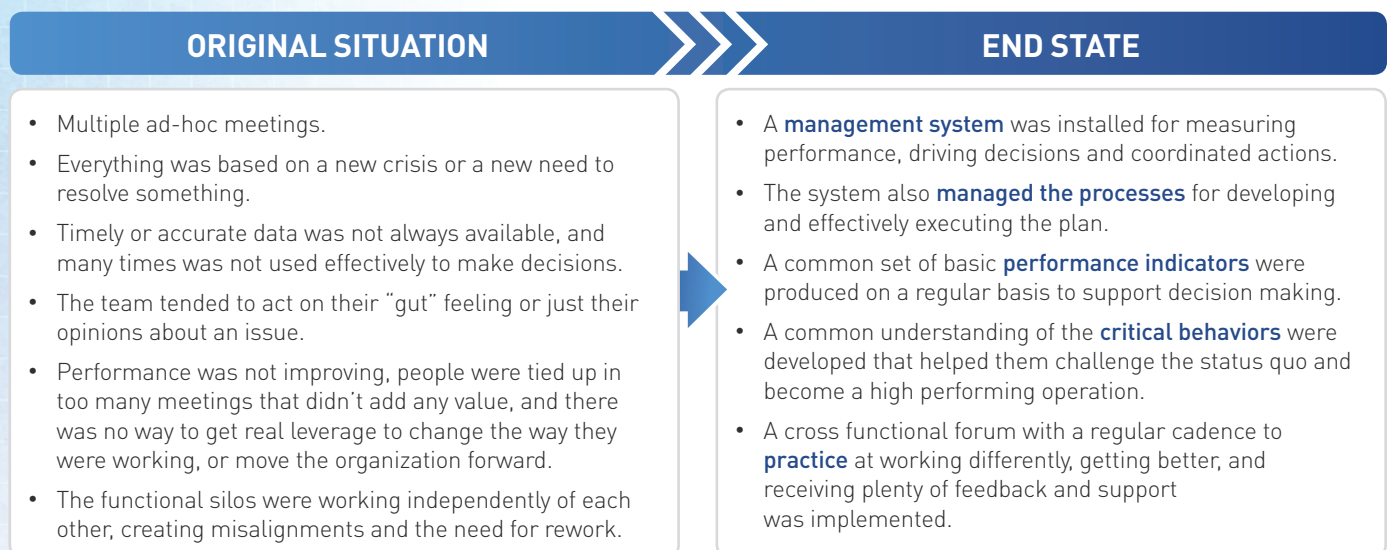 ORIGINAL SITUATION
END STATE
• Multiple ad-hoc meetings.
• Everything was based on a new crisis or a new need to
resolve something.
• Timely or accurate data was not always available, and
many times was not used effectively to make decisions.
• The team tended to act on their “gut” feeling or just their
opinions about an issue.
• Performance was not improving, people were tied up in
too many meetings that didn’t add any value, and there
was no way to get real leverage to change the way they
were working, or move the organization forward.
• The functional silos were working independently of each
other, creating misalignments and the need for rework.
• A management system was installed for measuring
performance, driving decisions and coordinated actions.
• The system also managed the processes for developing
and effectively executing the plan.
• A common set of basic performance indicators were
produced on a regular basis to support decision making.
• A common understanding of the critical behaviors were
developed that helped them challenge the status quo and
become a high performing operation.
• A cross functional forum with a regular cadence to
practice at working differently, getting better, and
receiving plenty of feedback and support
was implemented.